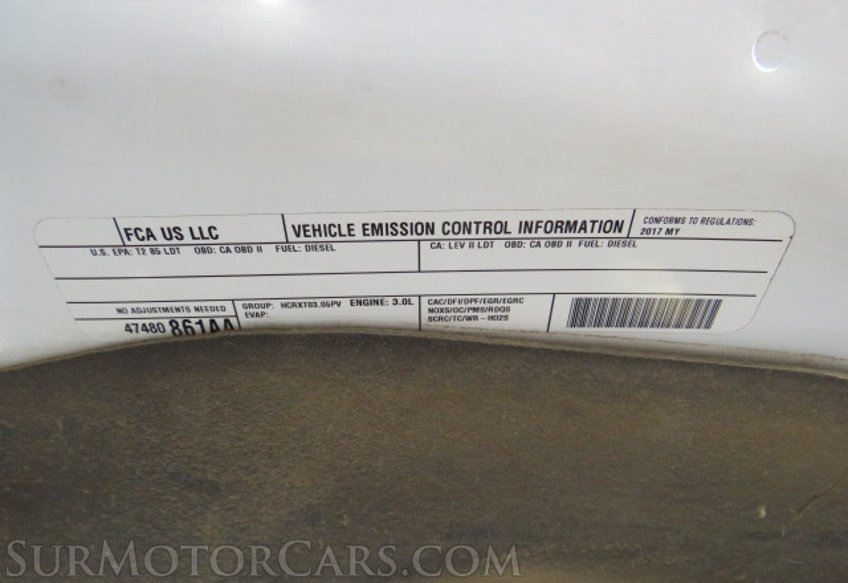 FCA US LLC
VEHICLE EMISSION CONTROL INFORMATION
CONFORMS TO REGULATIONS:
2017 MY
U.S. EPA: T2 B5 LDT OBD: CA OBD II FUEL: DIESEL
CA: LEV II LDT OBD: CA OBD II FUEL: DIESEL
NO ADJUSTMENTS NEEDED
47480 861AA
GROUP: HCRXT03.05PV ENGINE: 3.0L
EVAP:
CAC/DFI/DPF/EGR/EGRC
NOXS/OC/PMS/RDQS
SCRC/TC/WR-HO2S
SURMOTORCARS.COM